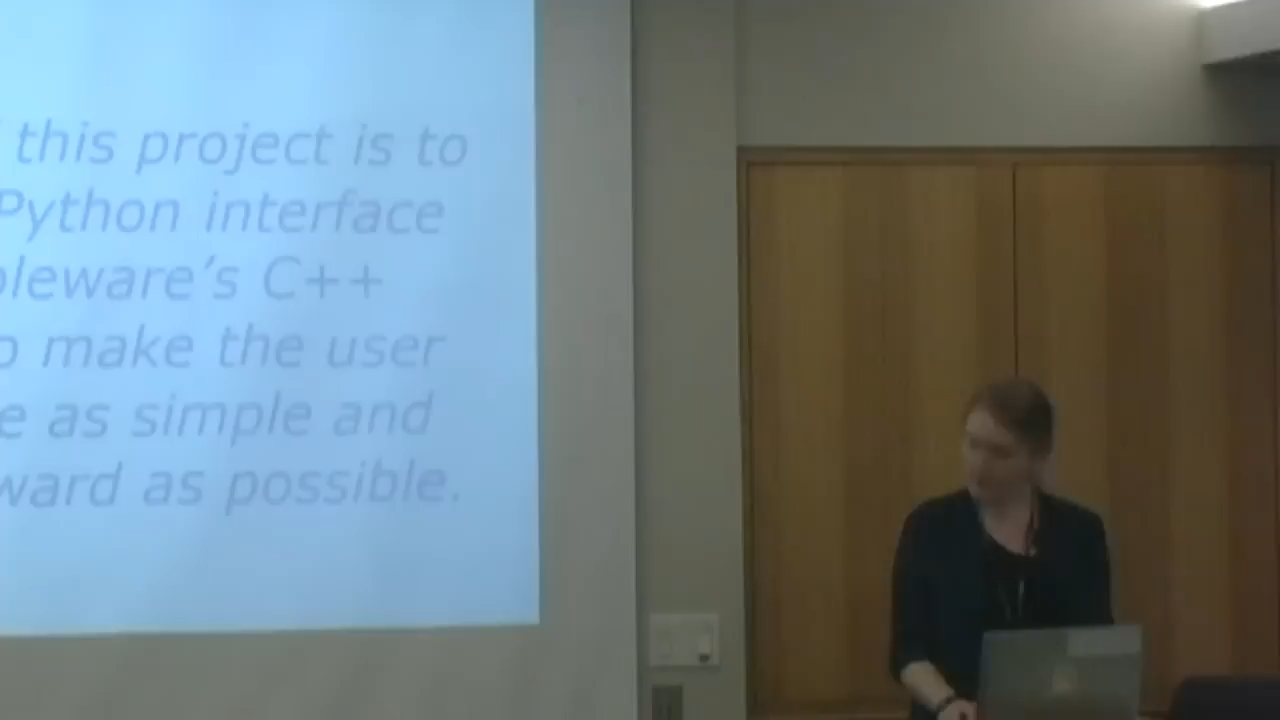 this project is to
Python interface
leware's C++
make the user
as simple and
ward as possible.